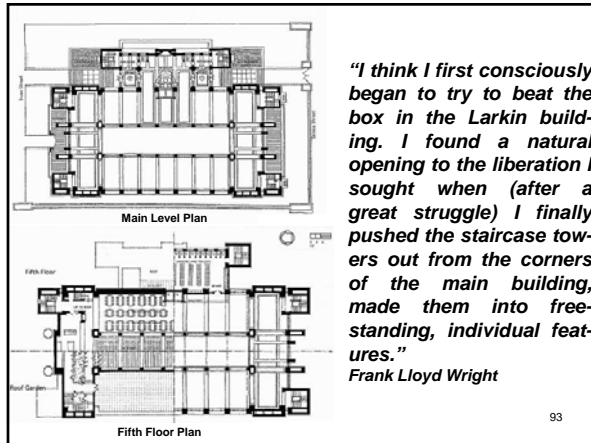 Main Level Plan
Fifth Floor
Roof Garden
Fifth Floor Plan
“I think I first consciously
began to try to beat the
box in the Larkin build-
ing. I found a natural
opening to the liberation I
sought when (after a
great struggle) I finally
pushed the staircase tow-
ers out from the corners
of the main building,
made them into free-
standing, individual feat-
ures.”
Frank Lloyd Wright
93